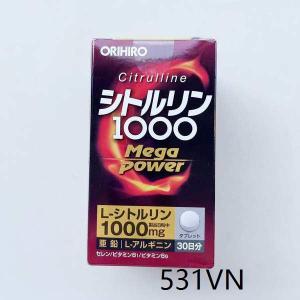 ORIHIRO
Citrulline
シトルリン
1000
Mega
power
L-シトルリン
1000mg
タブレット
亜鉛 L-アルギニン 30日分
セレン/ビタミンB1/ビタミンB6
531VN